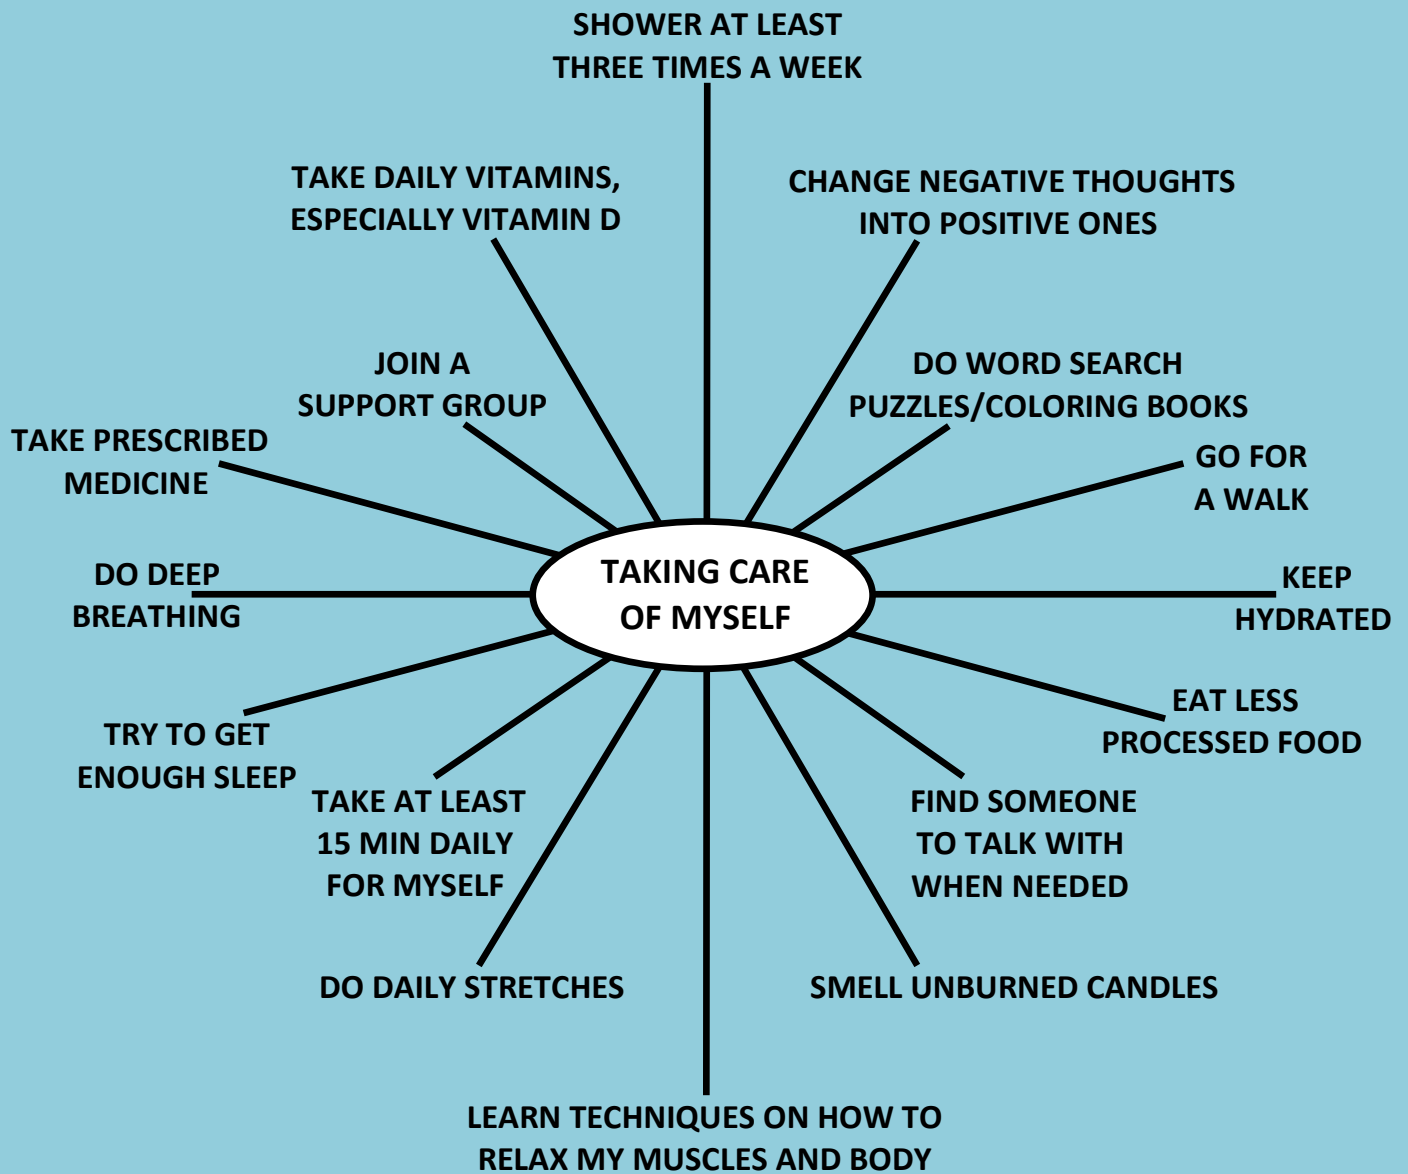 SHOWER AT LEAST
THREE TIMES A WEEK
TAKE DAILY VITAMINS,
ESPECIALLY VITAMIN D
CHANGE NEGATIVE THOUGHTS
INTO POSITIVE ONES
JOIN A
SUPPORT GROUP
DO WORD SEARCH
PUZZLES/COLORING BOOKS
TAKE PRESCRIBED
MEDICINE
GO FOR
A WALK
DO DEEP
BREATHING
TAKING CARE
OF MYSELF
KEEP
HYDRATED
TRY TO GET
ENOUGH SLEEP
EAT LESS
PROCESSED FOOD
TAKE AT LEAST
15 MIN DAILY
FOR MYSELF
FIND SOMEONE
TO TALK WITH
WHEN NEEDED
DO DAILY STRETCHES
SMELL UNBURNED CANDLES
LEARN TECHNIQUES ON HOW TO
RELAX MY MUSCLES AND BODY